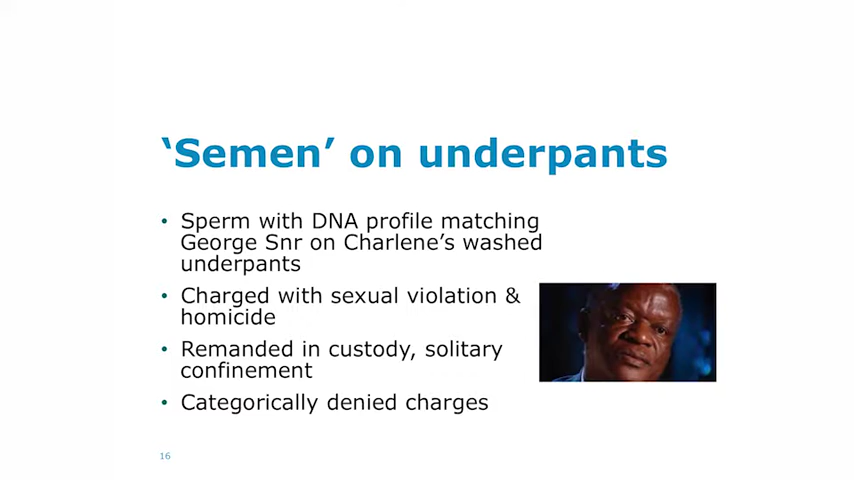 ‘Semen’ on underpants
• Sperm with DNA profile matching
George Snr on Charlene’s washed
underpants
• Charged with sexual violation &
homicide
• Remanded in custody, solitary
confinement
• Categorically denied charges
16